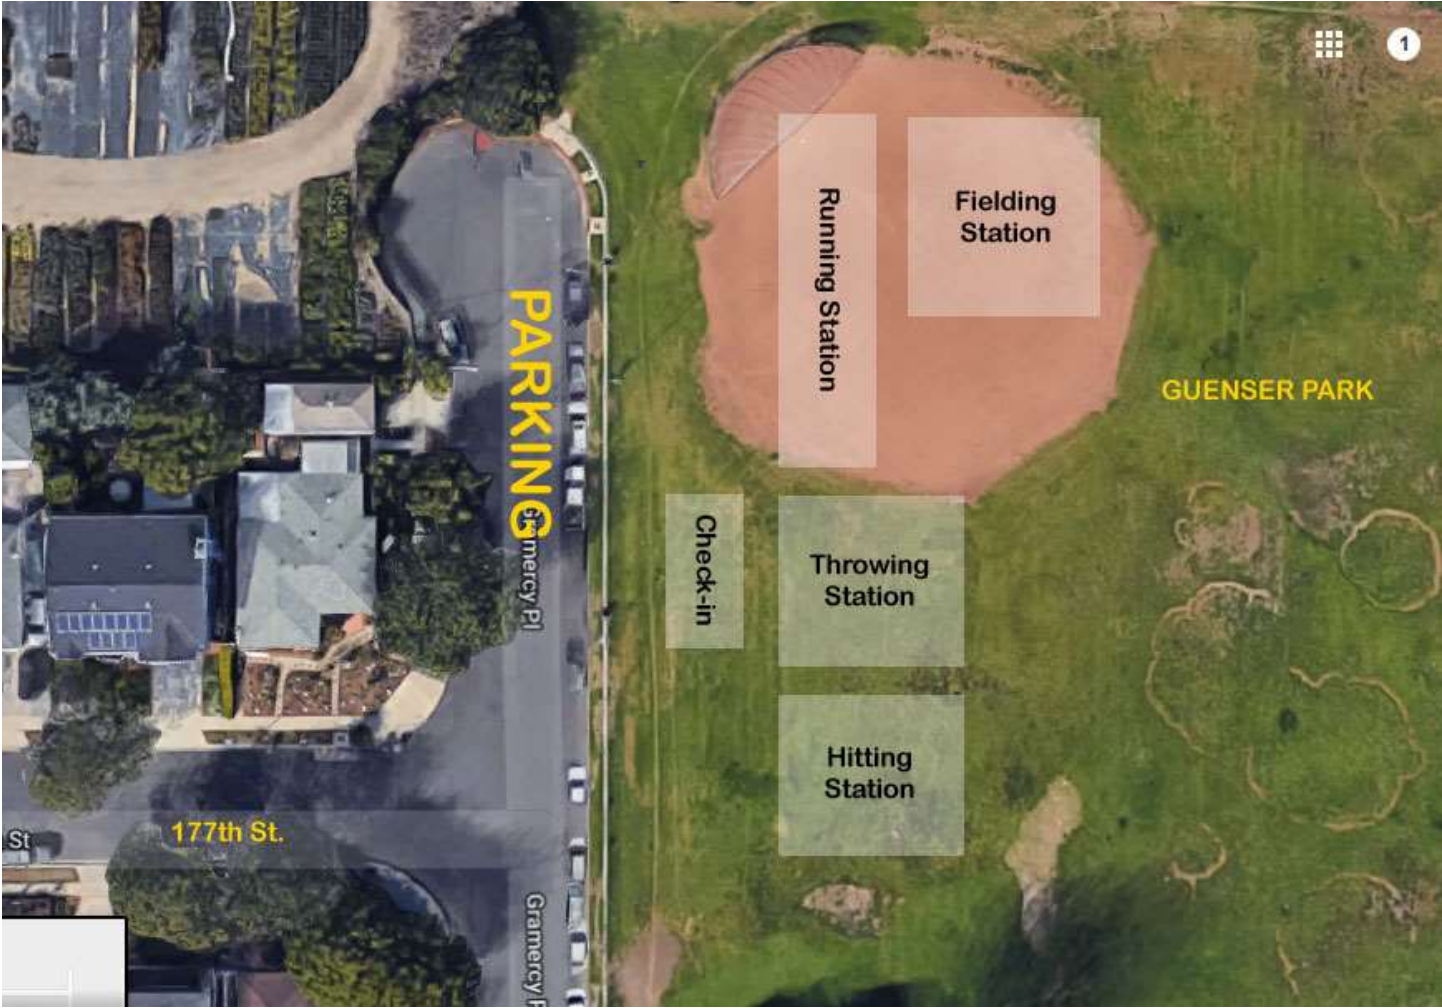 1
Running Station
Fielding
Station
PARKING
GUENSER PARK
Check-in
Throwing
Station
Gramercy Pl
Hitting
Station
177th St.
St
Gramercy P